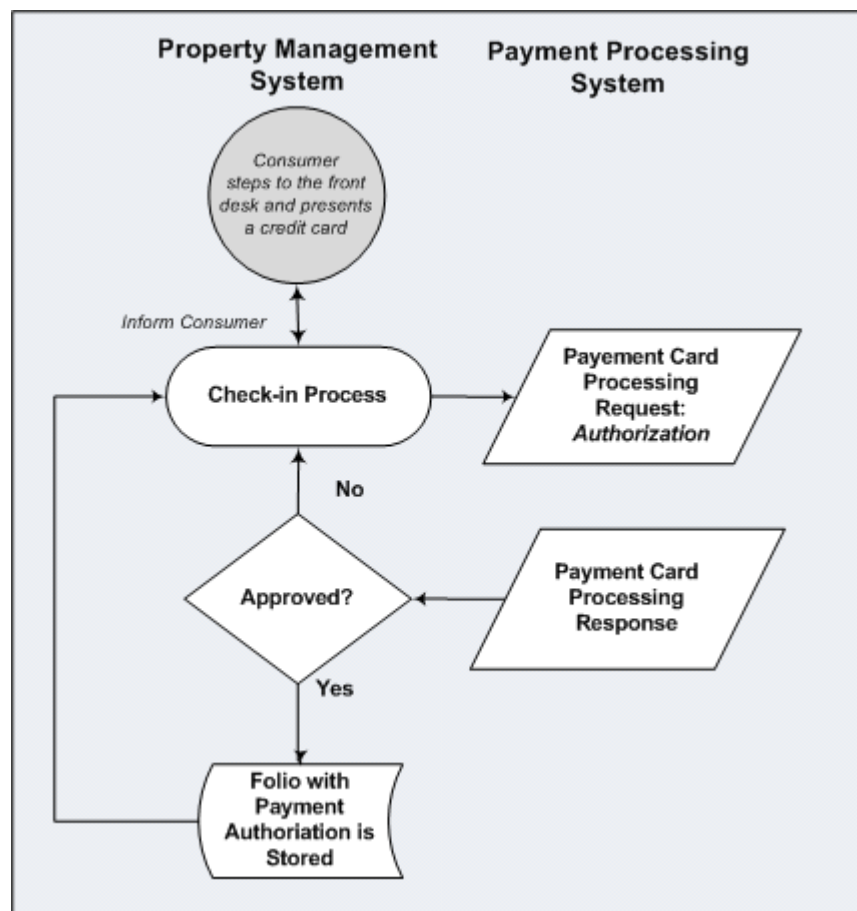 Property Management
System
Payment Processing
System
Consumer
steps to the front
desk and presents
a credit card
Inform Consumer
Check-in Process
Payement Card
Processing
Request:
Authorization
No
Approved?
Payment Card
Processing
Response
Yes
Folio with
Payment
Authoriation is
Stored